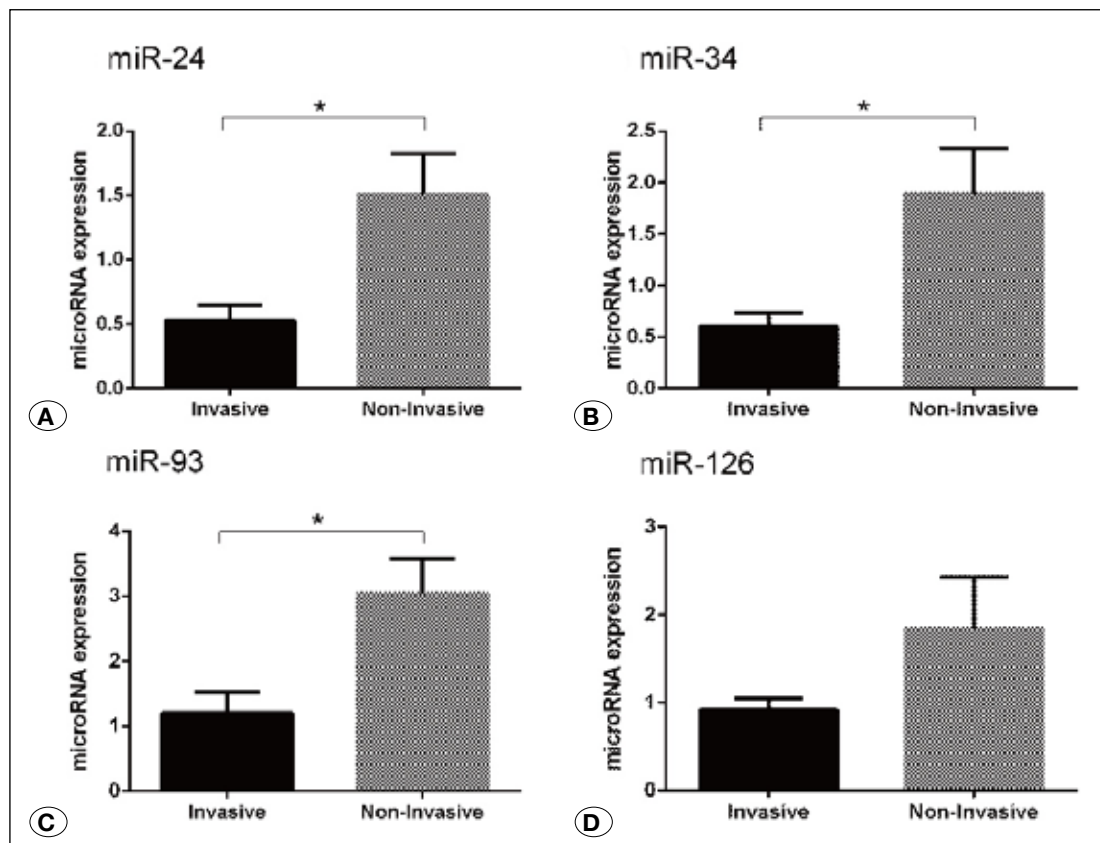 miR-24
*
microRNA expression
2.0
1.5
1.0
0.5
0.0
Invasive Non-Invasive
A
miR-34
*
microRNA expression
2.5
2.0
1.5
1.0
0.5
0.0
Invasive Non-Invasive
B
miR-93
*
microRNA expression
4
3
2
1
0
Invasive Non-Invasive
C
miR-126
microRNA expression
3
2
1
0
Invasive Non-Invasive
D